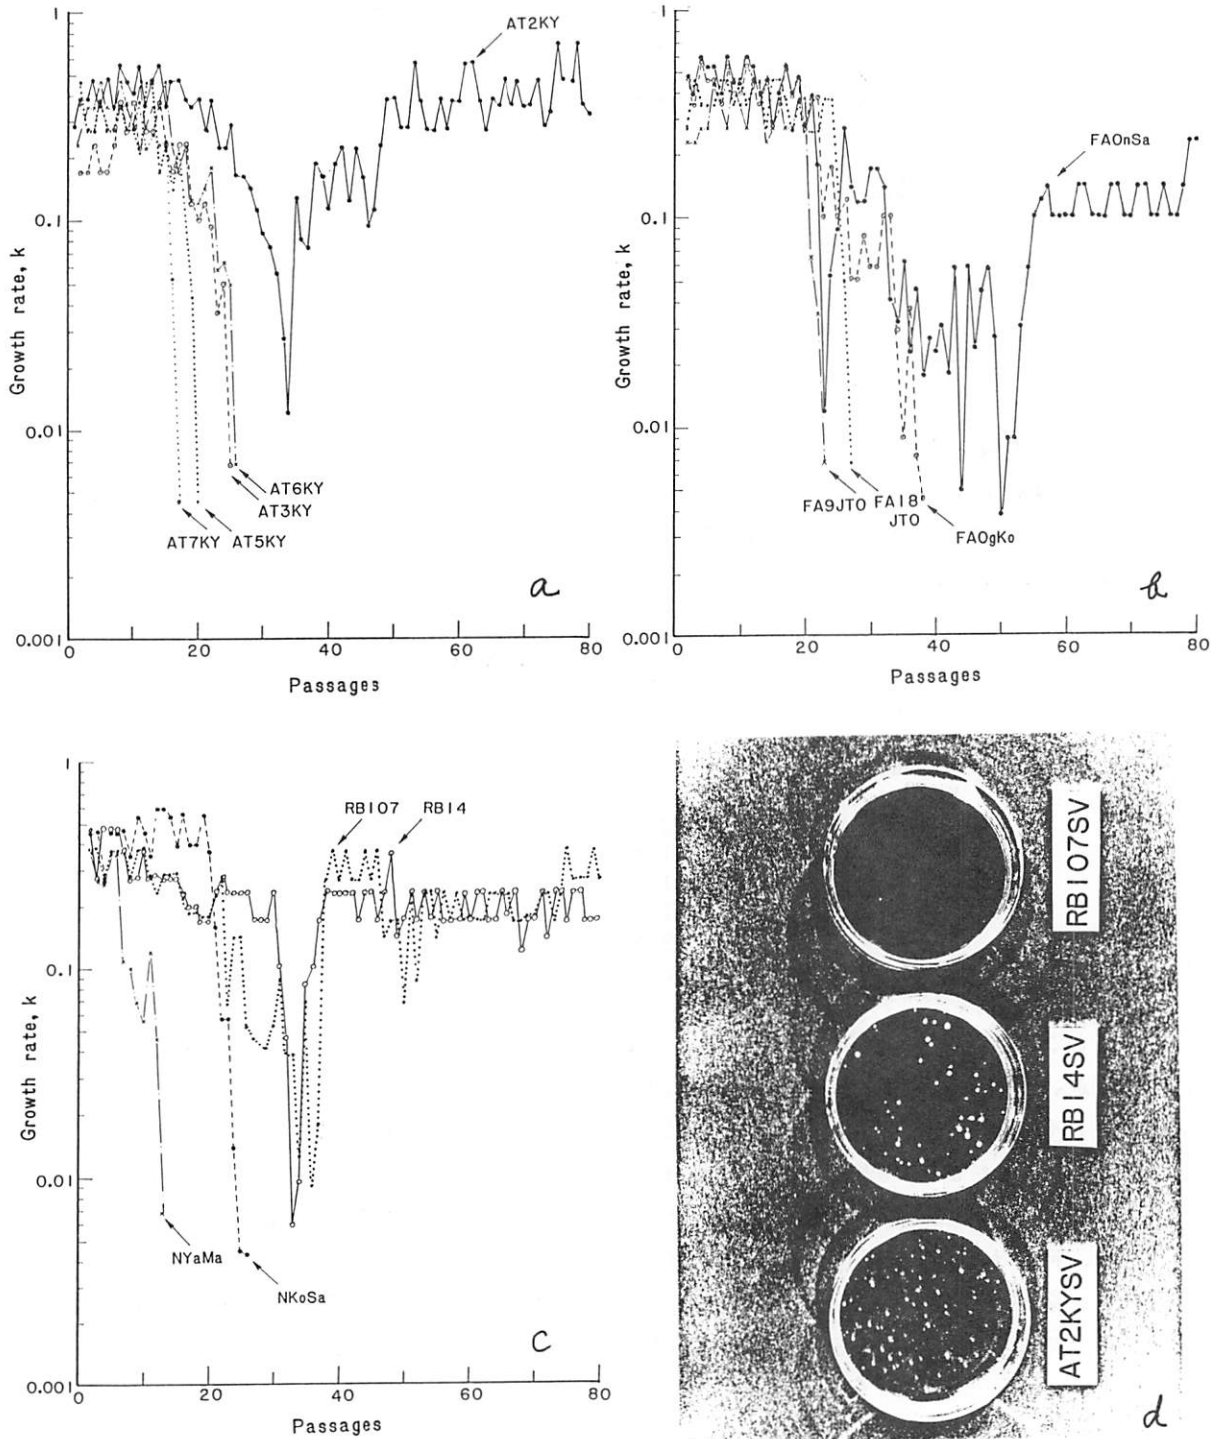 1
AT2KY
0.1
Growth rate, k
0.01
AT6KY
AT3KY
AT7KY AT5KY
a
0.001
0 20 40 60 80
Passages
1
FAOnSa
0.1
Growth rate, k
0.01
FA9JTO FA18
JTO
FAOgKo
b
0.001
0 20 40 60 80
Passages
1
RB107 RB14
0.1
Growth rate, k
0.01
NYaMa
NKoSa
c
0.001
0 20 40 60 80
Passages
RB107SV
RB14SV
AT2KYSV
d